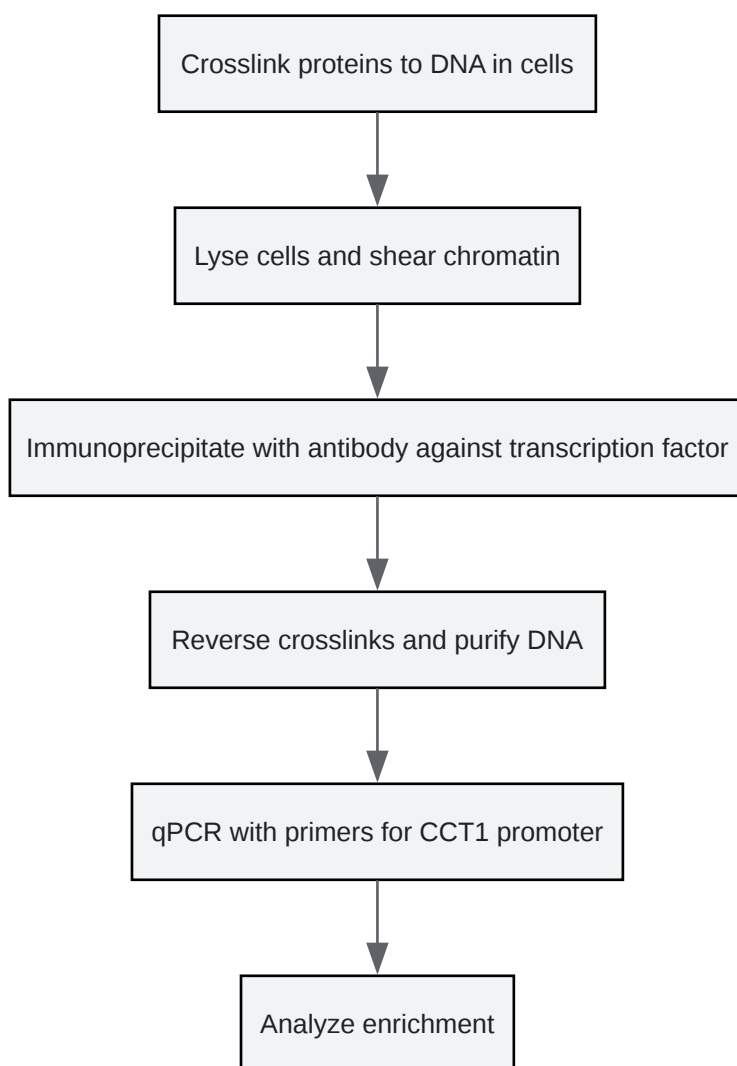 Crosslink proteins to DNA in cells
Lyse cells and shear chromatin
Immunoprecipitate with antibody against transcription factor
Reverse crosslinks and purify DNA
qPCR with primers for CCT1 promoter
Analyze enrichment